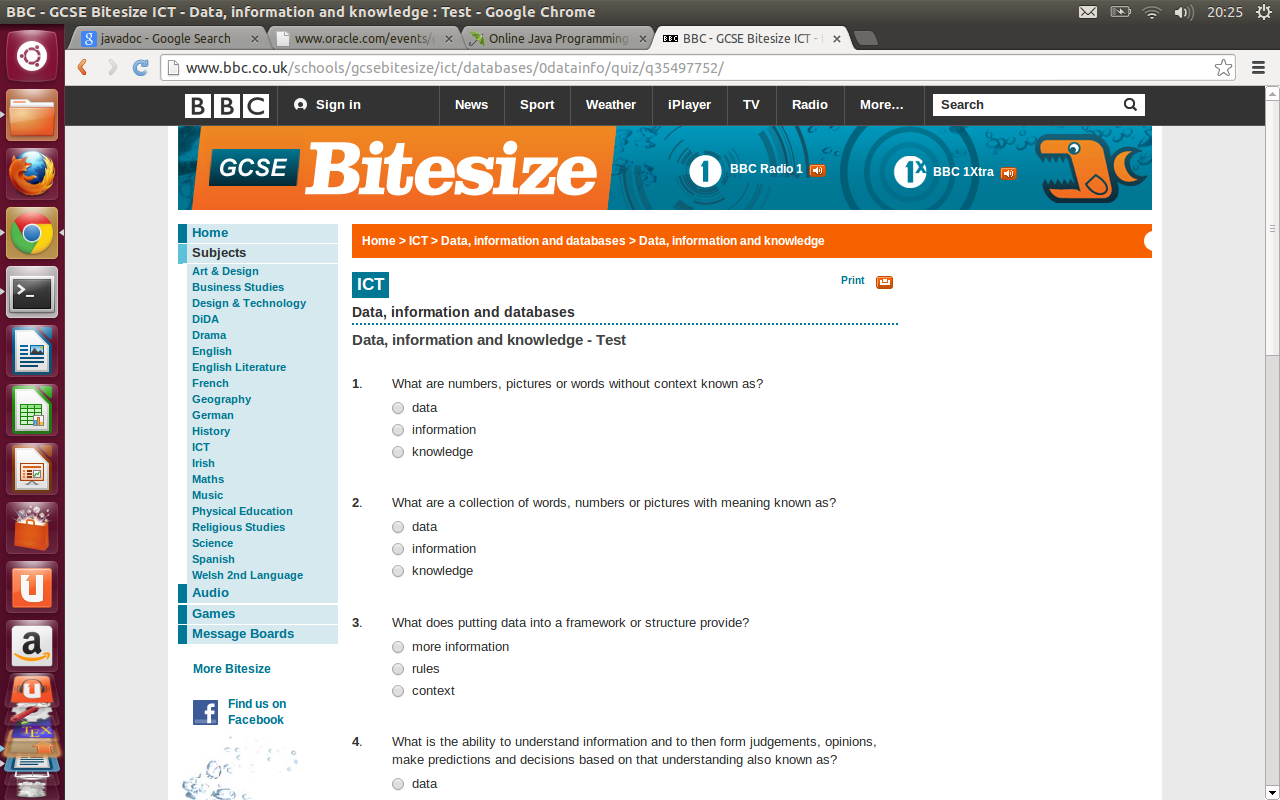 BBC - GCSE Bitesize ICT - Data, information and knowledge : Test - Google Chrome
20:25
javadoc - Google Search
www.oracle.com/events/
Online Java Programming
BBC - GCSE Bitesize ICT -
www.bbc.co.uk/schools/gcsebitesize/ict/databases/0datainfo/quiz/q35497752/
BBC
Sign in
News
Sport
Weather
iPlayer
TV
Radio
More...
Search
GCSE Bitesize
1
BBC Radio 1
1X
BBC 1Xtra
Home
Subjects
Art & Design
Business Studies
Design & Technology
DiDA
Drama
English
English Literature
French
Geography
German
History
ICT
Irish
Maths
Music
Physical Education
Religious Studies
Science
Spanish
Welsh 2nd Language
Audio
Games
Message Boards
More Bitesize
Find us on
Facebook
Home > ICT > Data, information and databases > Data, information and knowledge
ICT
Print
Data, information and databases
Data, information and knowledge - Test
1. What are numbers, pictures or words without context known as?
data
information
knowledge
2. What are a collection of words, numbers or pictures with meaning known as?
data
information
knowledge
3. What does putting data into a framework or structure provide?
more information
rules
context
4. What is the ability to understand information and to then form judgements, opinions,
make predictions and decisions based on that understanding also known as?
data